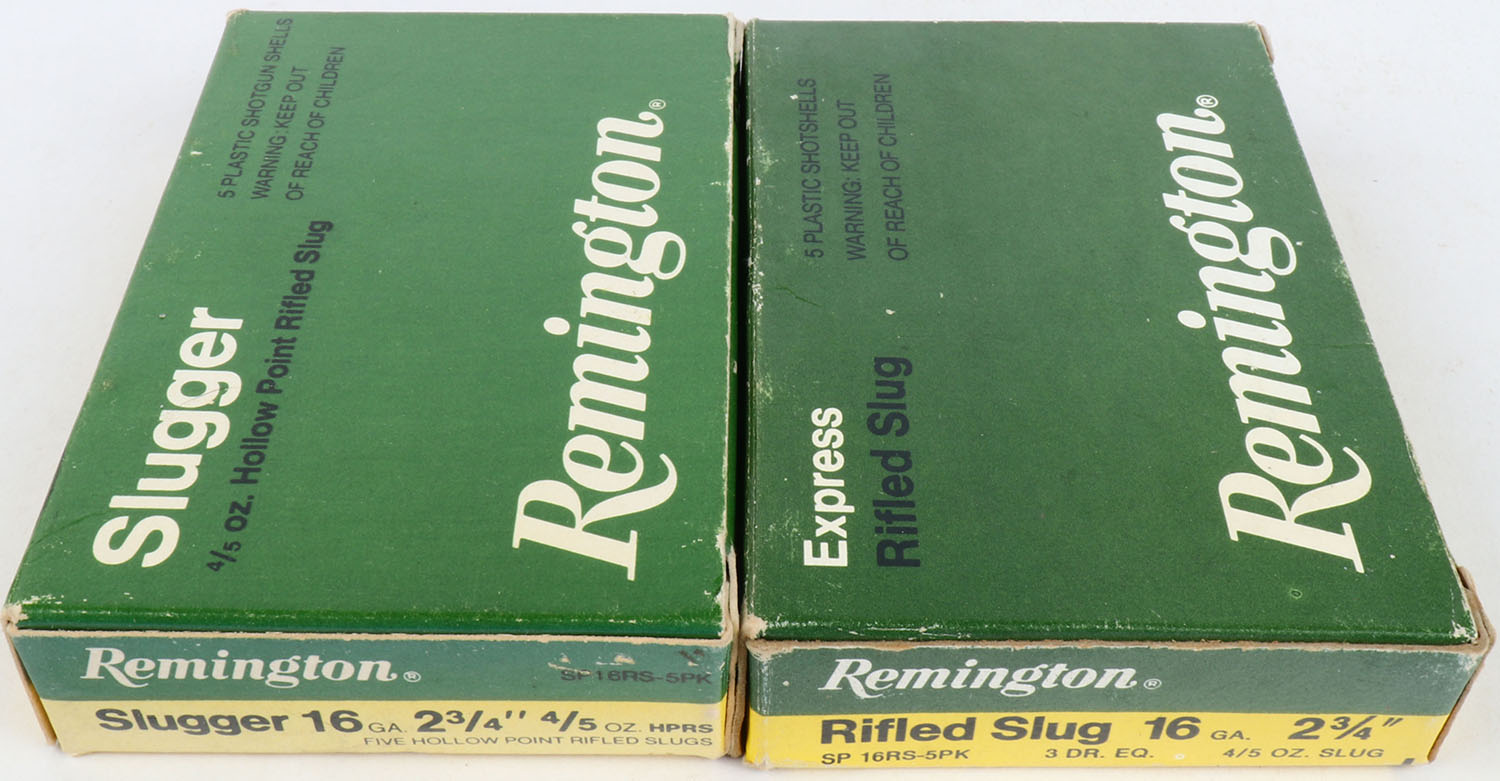 Slugger
4/5 OZ. Hollow Point Rifled Slug
5 PLASTIC SHOTGUN SHELLS
WARNING: KEEP OUT
OF REACH OF CHILDREN
Remington®
Remington®
SP16RS-5PK
Slugger 16 GA. 2 3/4'' 4/5 OZ. HPRS
FIVE HOLLOW POINT RIFLED SLUGS
Express
Rifled Slug
5 PLASTIC SHOTSHELLS
WARNING: KEEP OUT
OF REACH OF CHILDREN
Remington®
Remington®
Rifled Slug 16 GA. 2 3/4"
SP 16RS-5PK 3 DR. EQ. 4/5 OZ. SLUG